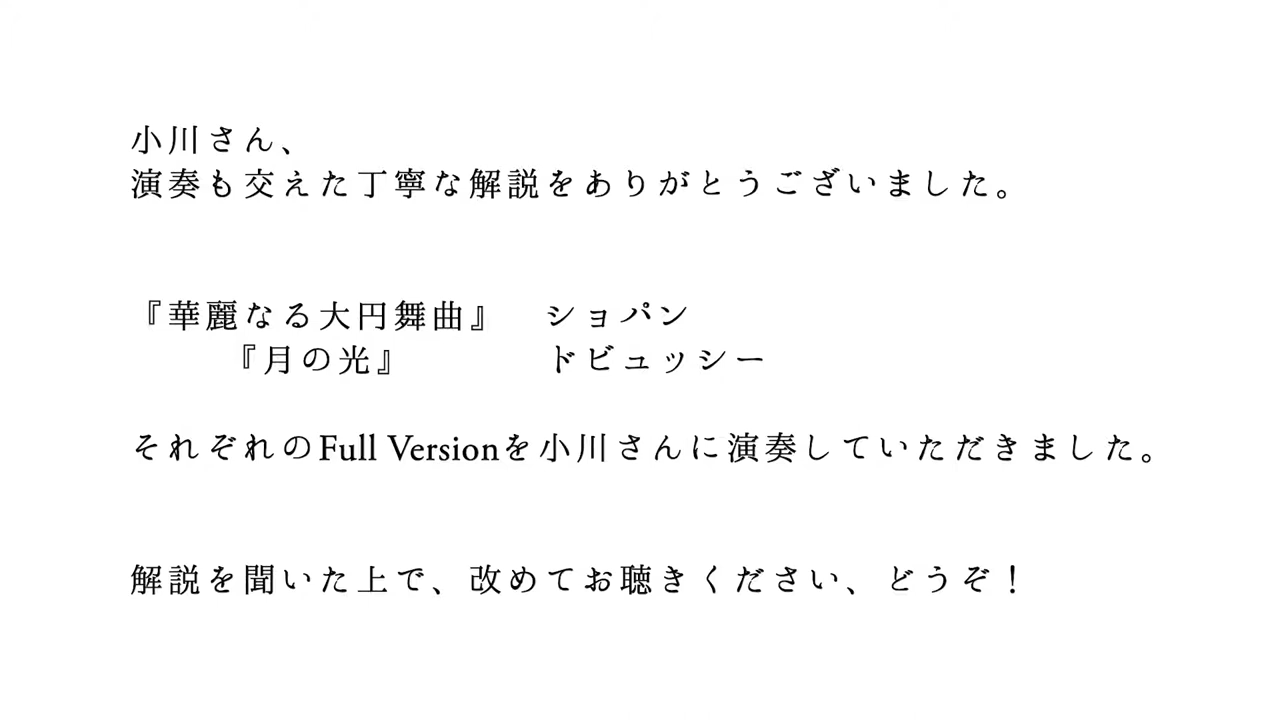 小川さん、
演奏も交えた丁寧な解説をありがとうございました。
『華麗なる大円舞曲』　ショパン
『月の光』　ドビュッシー
それぞれのFull Versionを小川さんに演奏していただきました。
解説を聞いた上で、改めてお聴きください、どうぞ！